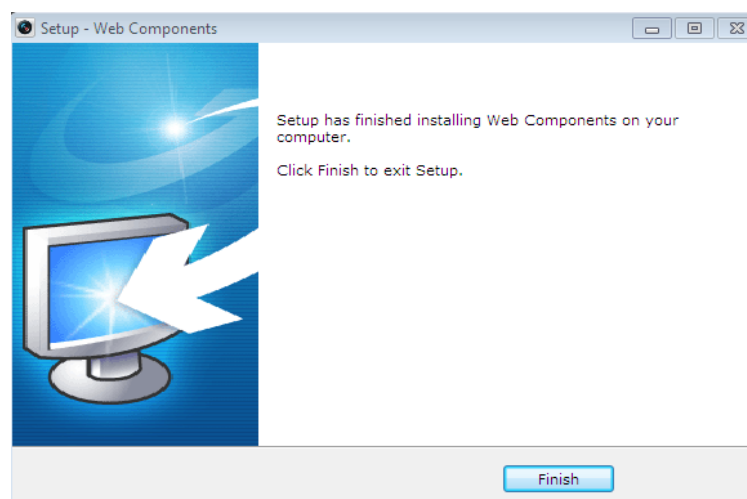 Setup - Web Components
Setup has finished installing Web Components on your
computer.
Click Finish to exit Setup.
Finish